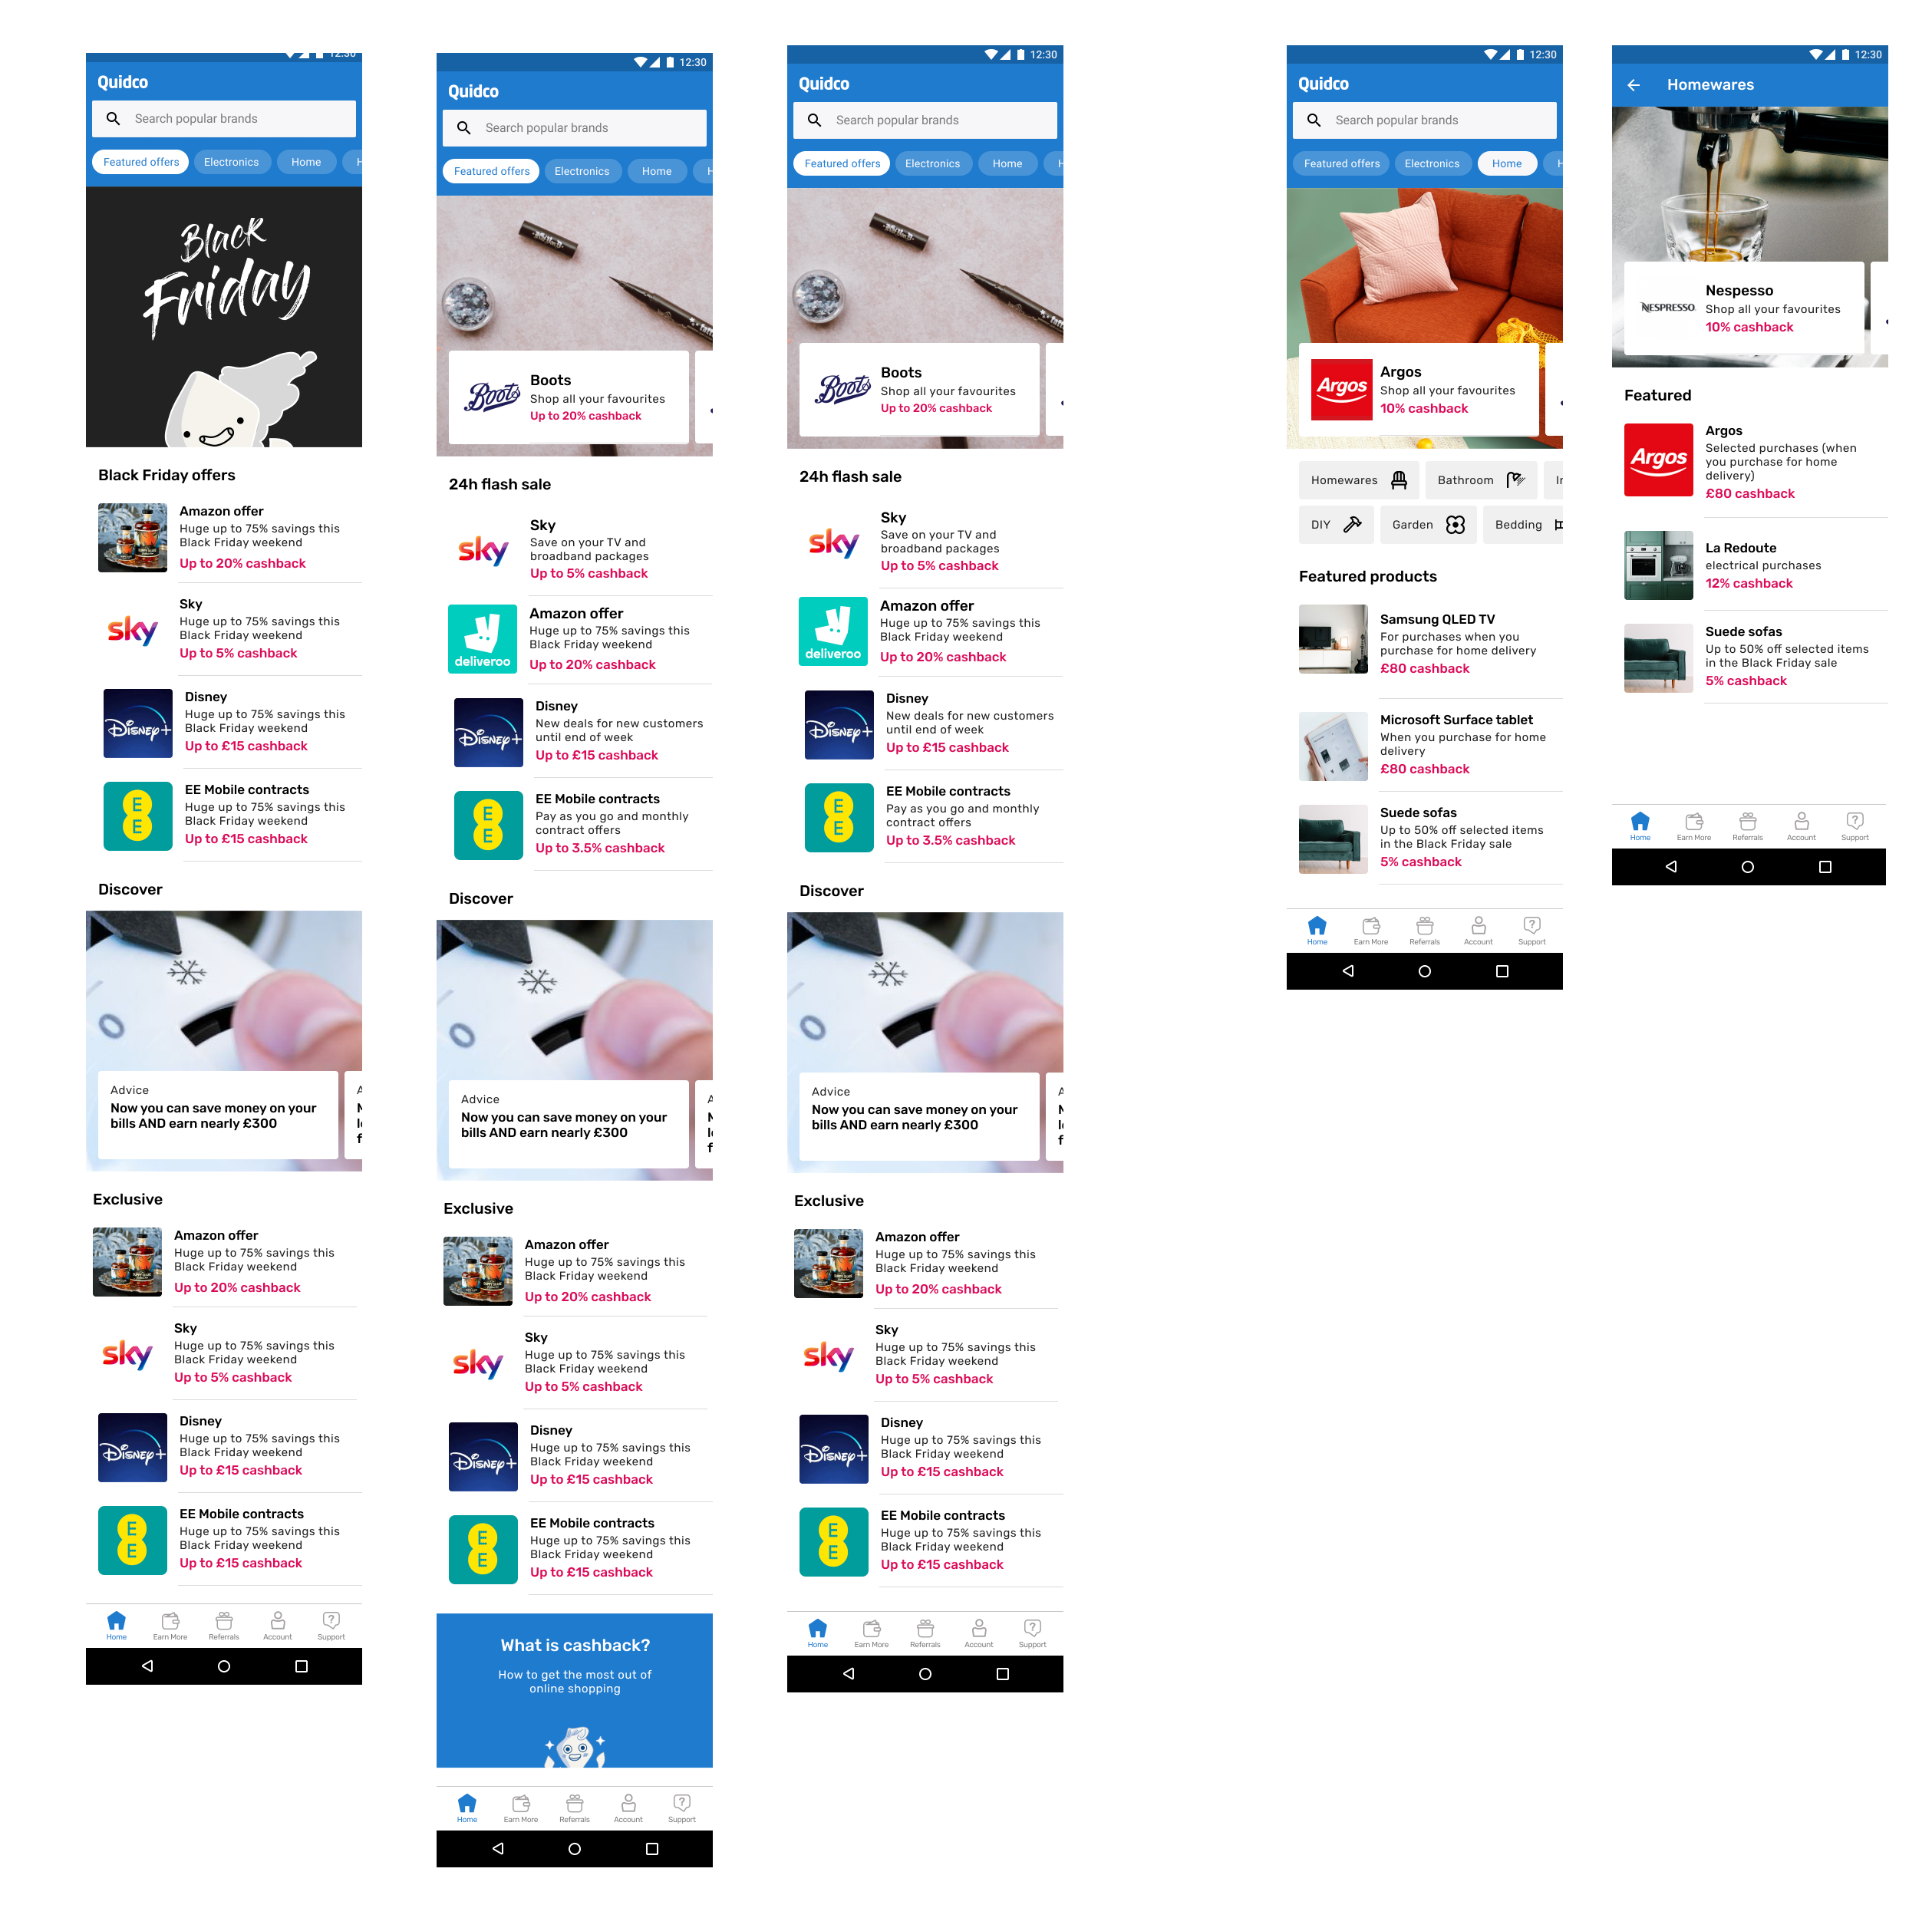 12:30
Quidco
Search popular brands
Featured offers
Electronics
Home
H
Black
Friday
Black Friday offers
Amazon offer
Huge up to 75% savings this
Black Friday weekend
Up to 20% cashback
sky
Sky
Huge up to 75% savings this
Black Friday weekend
Up to 5% cashback
Disney+
Disney
Huge up to 75% savings this
Black Friday weekend
Up to £15 cashback
EE
EE Mobile contracts
Huge up to 75% savings this
Black Friday weekend
Up to £15 cashback
Discover
Advice
Now you can save money on your
bills AND earn nearly £300
Exclusive
Amazon offer
Huge up to 75% savings this
Black Friday weekend
Up to 20% cashback
sky
Sky
Huge up to 75% savings this
Black Friday weekend
Up to 5% cashback
Disney+
Disney
Huge up to 75% savings this
Black Friday weekend
Up to £15 cashback
EE
EE Mobile contracts
Huge up to 75% savings this
Black Friday weekend
Up to £15 cashback
Home
Earn More
Referrals
Account
Support
12:30
Quidco
Search popular brands
Featured offers
Electronics
Home
H
Boots
Boots
Shop all your favourites
Up to 20% cashback
24h flash sale
sky
Sky
Save on your TV and
broadband packages
Up to 5% cashback
deliveroo
Amazon offer
Huge up to 75% savings this
Black Friday weekend
Up to 20% cashback
Disney+
Disney
New deals for new customers
until end of week
Up to £15 cashback
EE
EE Mobile contracts
Pay as you go and monthly
contract offers
Up to 3.5% cashback
Discover
Advice
Now you can save money on your
bills AND earn nearly £300
Exclusive
Amazon offer
Huge up to 75% savings this
Black Friday weekend
Up to 20% cashback
sky
Sky
Huge up to 75% savings this
Black Friday weekend
Up to 5% cashback
Disney+
Disney
Huge up to 75% savings this
Black Friday weekend
Up to £15 cashback
EE
EE Mobile contracts
Huge up to 75% savings this
Black Friday weekend
Up to £15 cashback
What is cashback?
How to get the most out of
online shopping
Home
Earn More
Referrals
Account
Support
12:30
Quidco
Search popular brands
Featured offers
Electronics
Home
H
Boots
Boots
Shop all your favourites
Up to 20% cashback
24h flash sale
sky
Sky
Save on your TV and
broadband packages
Up to 5% cashback
deliveroo
Amazon offer
Huge up to 75% savings this
Black Friday weekend
Up to 20% cashback
Disney+
Disney
New deals for new customers
until end of week
Up to £15 cashback
EE
EE Mobile contracts
Pay as you go and monthly
contract offers
Up to 3.5% cashback
Discover
Advice
Now you can save money on your
bills AND earn nearly £300
Exclusive
Amazon offer
Huge up to 75% savings this
Black Friday weekend
Up to 20% cashback
sky
Sky
Huge up to 75% savings this
Black Friday weekend
Up to 5% cashback
Disney+
Disney
Huge up to 75% savings this
Black Friday weekend
Up to £15 cashback
EE
EE Mobile contracts
Huge up to 75% savings this
Black Friday weekend
Up to £15 cashback
Home
Earn More
Referrals
Account
Support
12:30
Quidco
Search popular brands
Featured offers
Electronics
Home
H
Argos
Argos
Shop all your favourites
10% cashback
Homewares
Bathroom
DIY
Garden
Bedding
Featured products
Samsung QLED TV
For purchases when you
purchase for home delivery
£80 cashback
Microsoft Surface tablet
When you purchase for home
delivery
£80 cashback
Suede sofas
Up to 50% off selected items
in the Black Friday sale
5% cashback
Home
Earn More
Referrals
Account
Support
12:30
Homewares
NESPRESSO
Nespesso
Shop all your favourites
10% cashback
Featured
Argos
Argos
Selected purchases (when
you purchase for home
delivery)
£80 cashback
La Redoute
electrical purchases
12% cashback
Suede sofas
Up to 50% off selected items
in the Black Friday sale
5% cashback
Home
Earn More
Referrals
Account
Support